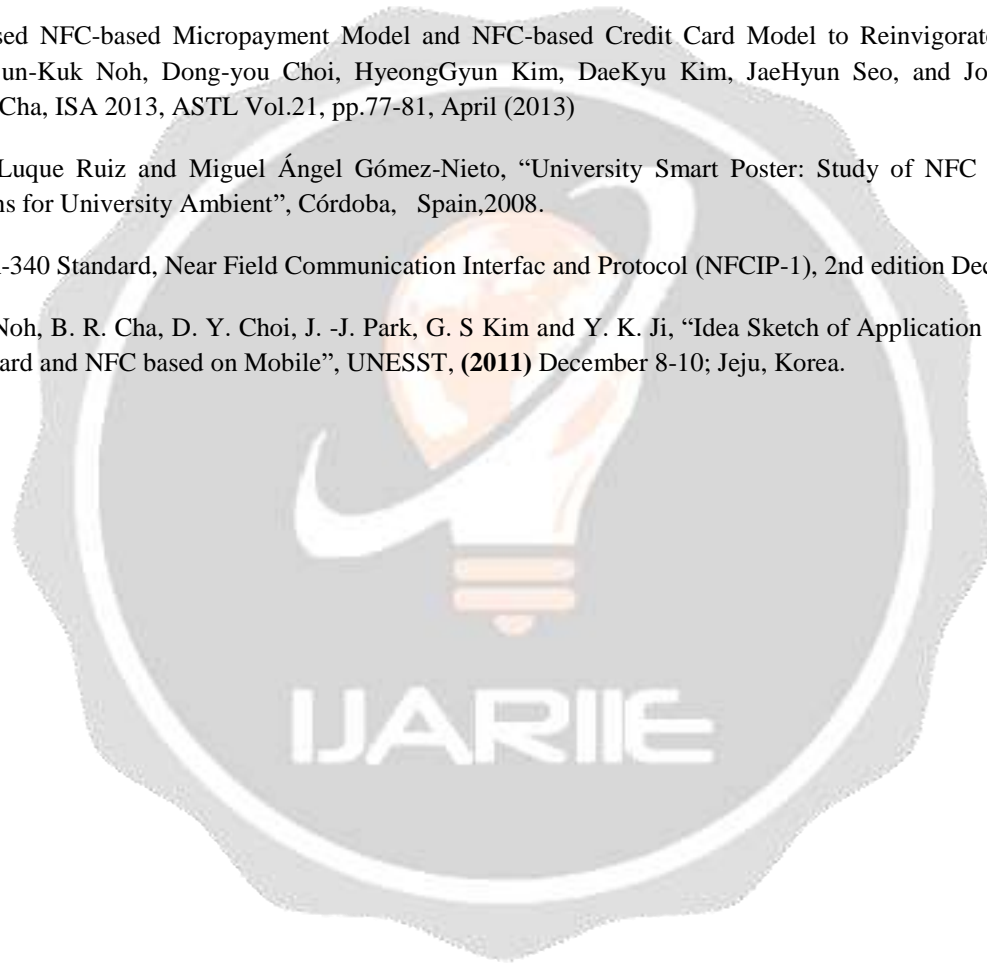 sed NFC-based Micropayment Model and NFC-based Credit Card Model to Reinvigorate
un-Kuk Noh, Dong-you Choi, HyeongGyun Kim, DaeKyu Kim, JaeHyun Seo, and Jo
Cha, ISA 2013, ASTL Vol.21, pp.77-81, April (2013)
Luque Ruiz and Miguel Ángel Gómez-Nieto, “University Smart Poster: Study of NFC
ns for University Ambient”, Córdoba, Spain,2008.
-340 Standard, Near Field Communication Interfac and Protocol (NFCIP-1), 2nd edition Dec
Noh, B. R. Cha, D. Y. Choi, J. -J. Park, G. S Kim and Y. K. Ji, “Idea Sketch of Application
ard and NFC based on Mobile”, UNESST, (2011) December 8-10; Jeju, Korea.
IJARIIE